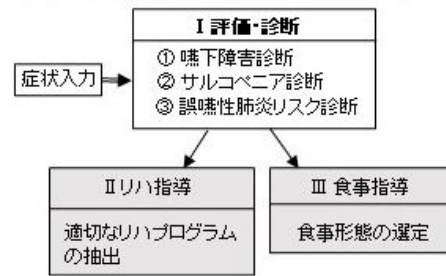 I 評価・診断
① 嚥下障害診断
② サルコペニア診断
③ 誤嚥性肺炎リスク診断
症状入力
II リハ指導
適切なリハプログラム
の抽出
III 食事指導
食事形態の選定